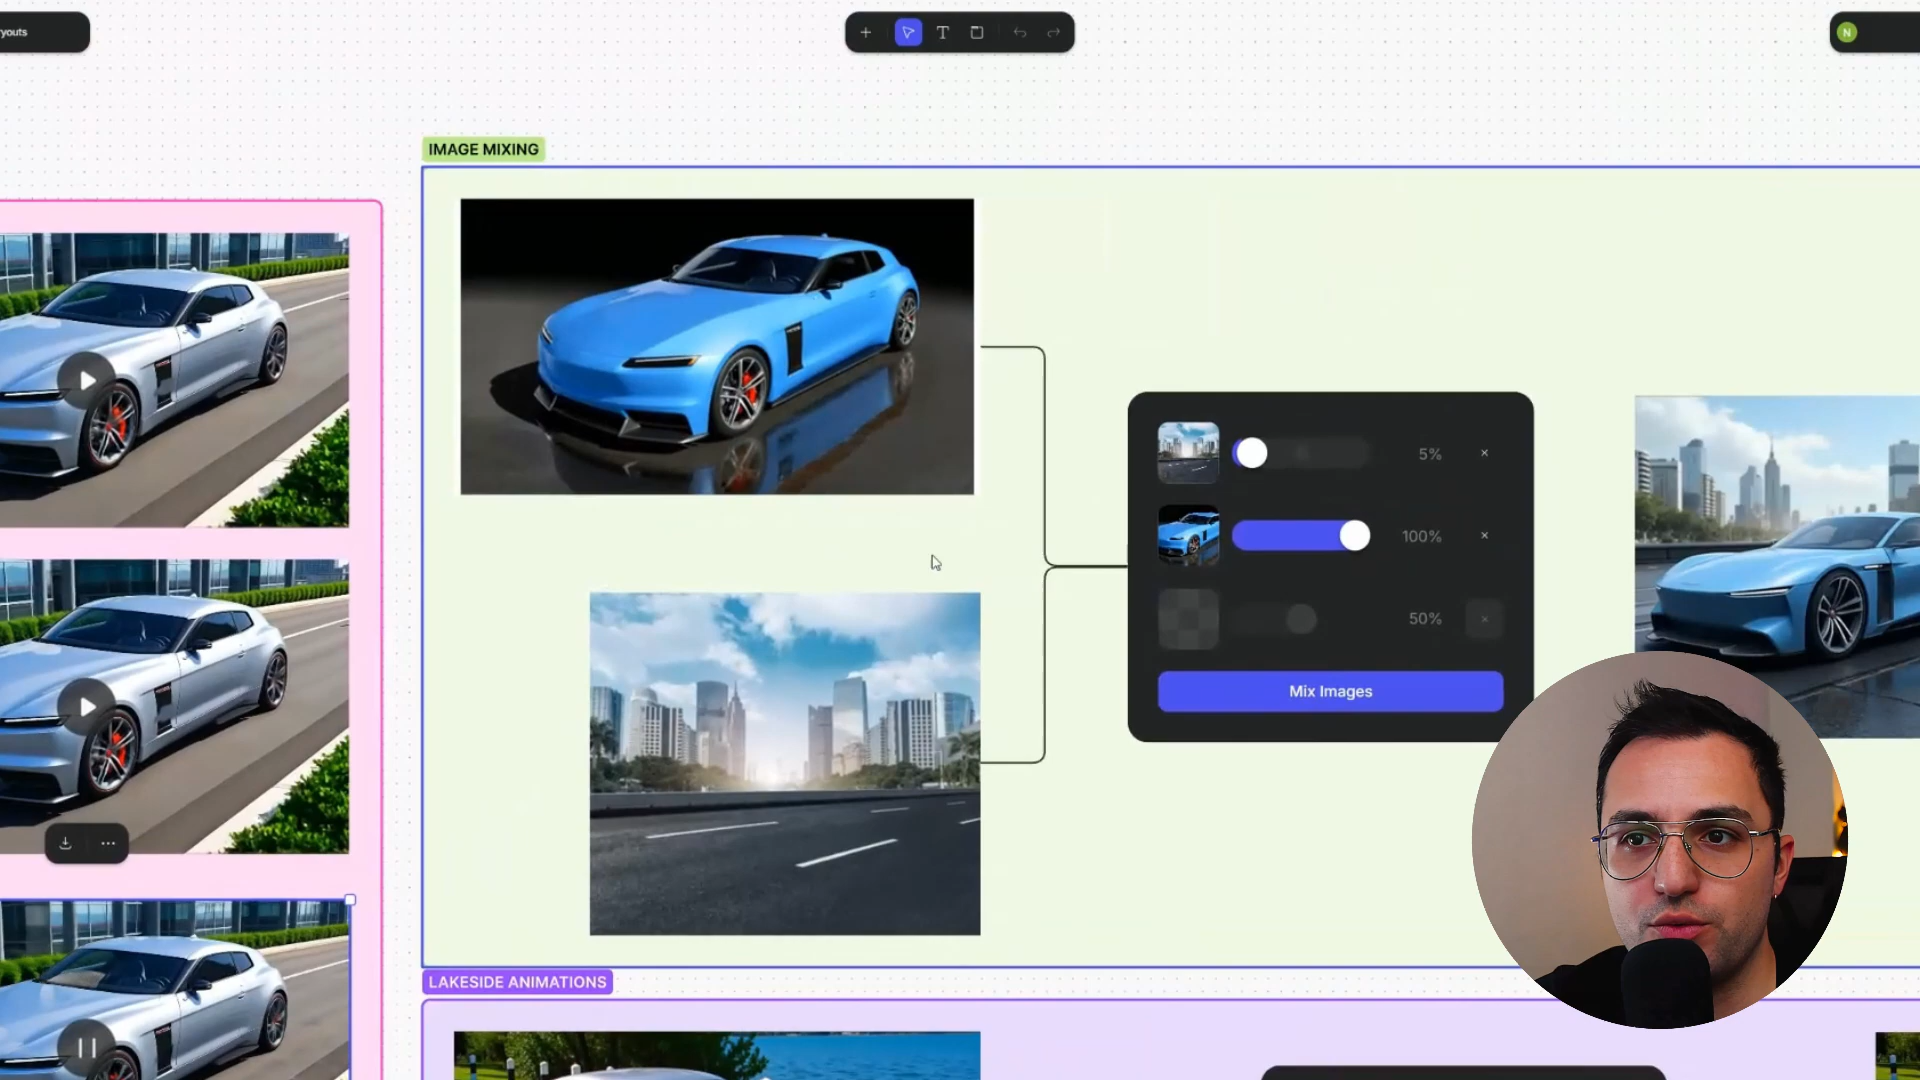 youts
T
N
IMAGE MIXING
5%
100%
50%
Mix Images
LAKESIDE ANIMATIONS